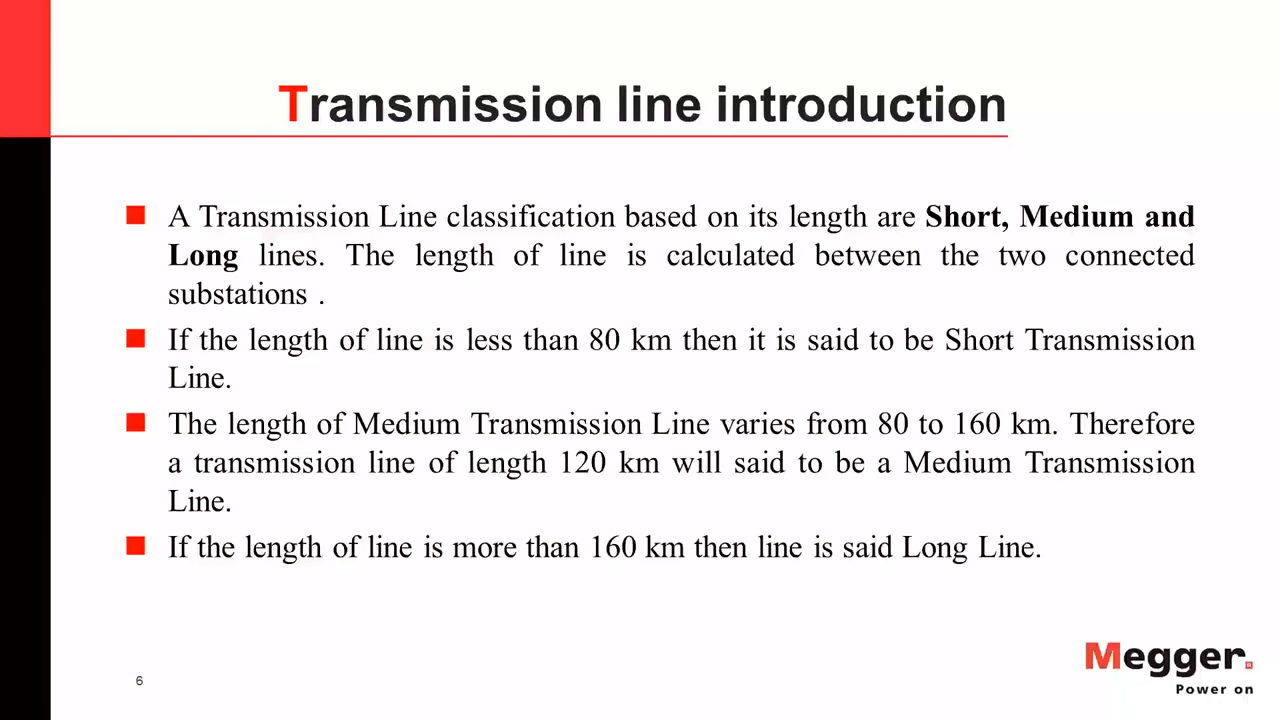 Transmission line introduction
A Transmission Line classification based on its length are Short, Medium and
Long lines. The length of line is calculated between the two connected
substations .
If the length of line is less than 80 km then it is said to be Short Transmission
Line.
The length of Medium Transmission Line varies from 80 to 160 km. Therefore
a transmission line of length 120 km will said to be a Medium Transmission
Line.
If the length of line is more than 160 km then line is said Long Line.
Megger
Power on
6